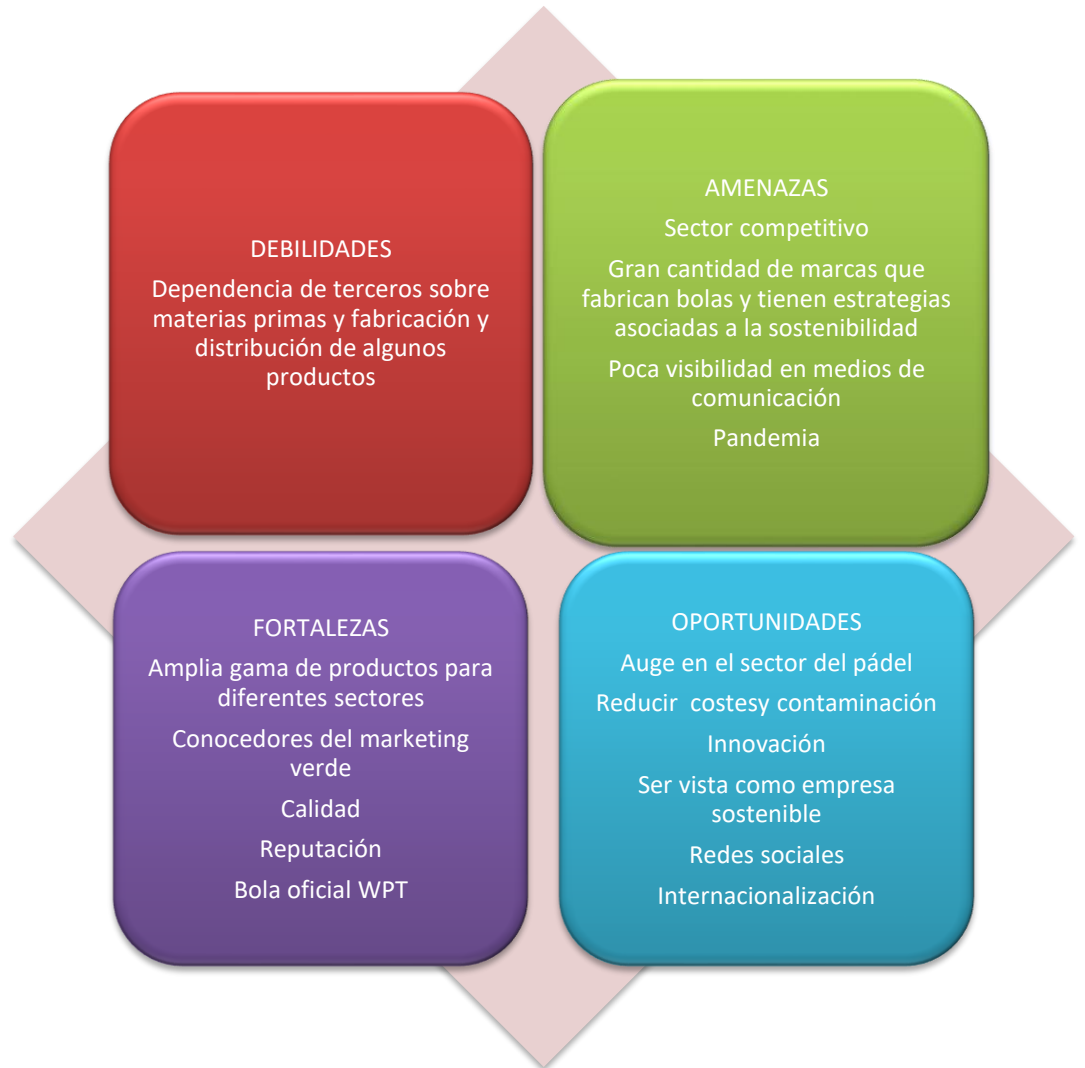 DEBILIDADES
Dependencia de terceros sobre
materias primas y fabricación y
distribución de algunos
productos
AMENAZAS
Sector competitivo
Gran cantidad de marcas que
fabrican bolas y tienen estrategias
asociadas a la sostenibilidad
Poca visibilidad en medios de
comunicación
Pandemia
FORTALEZAS
Amplia gama de productos para
diferentes sectores
Conocedores del marketing
verde
Calidad
Reputación
Bola oficial WPT
OPORTUNIDADES
Auge en el sector del pádel
Reducir  costesy contaminación
Innovación
Ser vista como empresa
sostenible
Redes sociales
Internacionalización